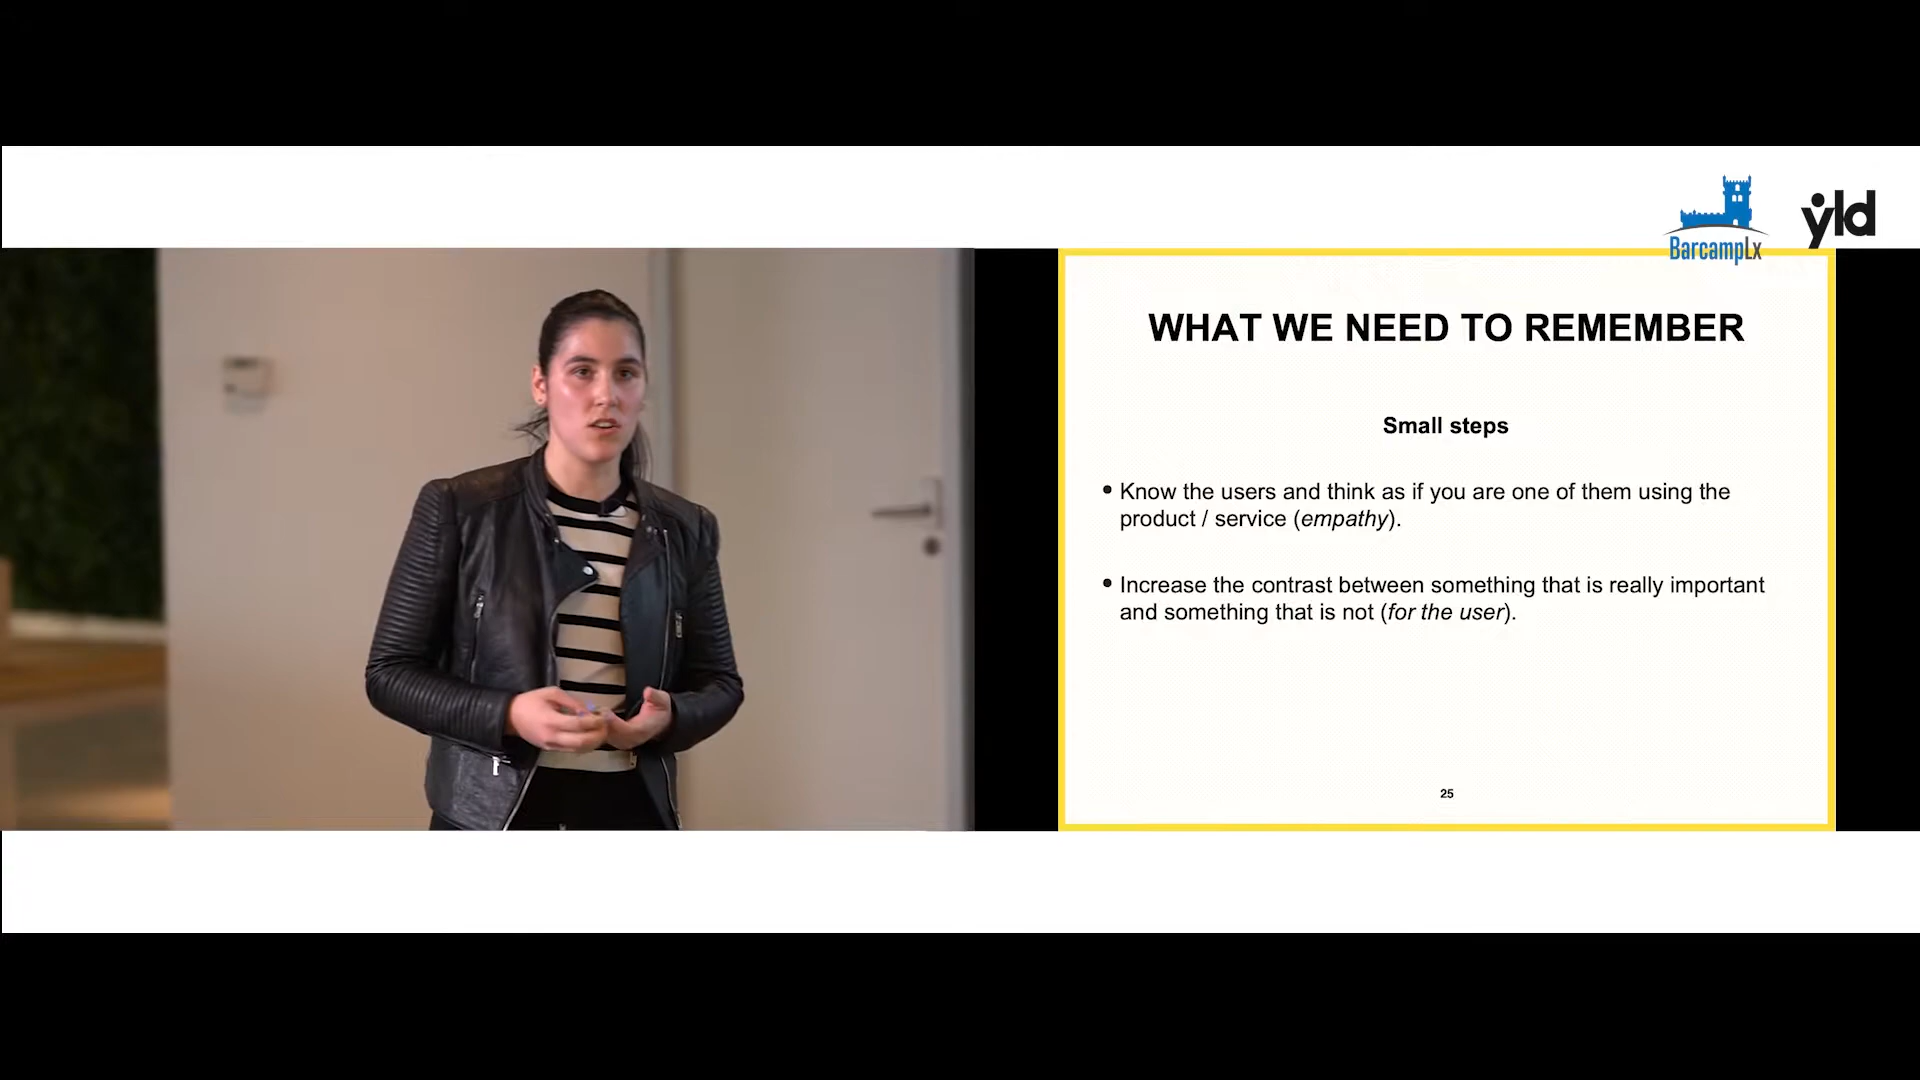 BarcampLx
yld
WHAT WE NEED TO REMEMBER
Small steps
• Know the users and think as if you are one of them using the
product / service (empathy).
• Increase the contrast between something that is really important
and something that is not (for the user).
25